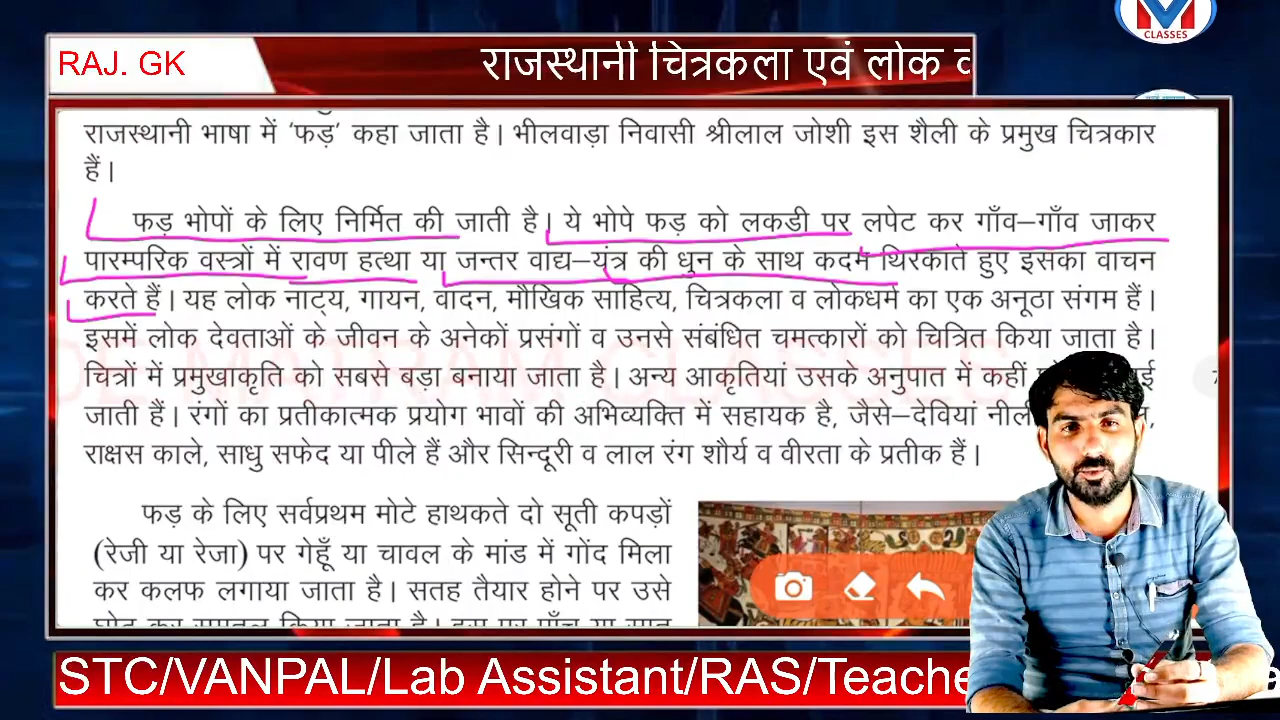 CLASSES
RAJ. GK
राजस्थानी चित्रकला एवं लोक
राजस्थानी भाषा में ‘फड़’ कहा जाता है। भीलवाड़ा निवासी श्रीलाल जोशी इस शैली के प्रमुख चित्रकार
हैं।
फड़ भोपों के लिए निर्मित की जाती है। ये भोपे फड़ को लकडी पर लपेट कर गाँव–गाँव जाकर
पारम्परिक वस्त्रों में रावण हत्था या जन्तर वाद्य–यंत्र की धुन के साथ कदम थिरकाते हुए इसका वाचन
करते हैं। यह लोक नाट्य, गायन, वादन, मौखिक साहित्य, चित्रकला व लोकधर्म का एक अनूठा संगम हैं।
इसमें लोक देवताओं के जीवन के अनेकों प्रसंगों व उनसे संबंधित चमत्कारों को चित्रित किया जाता है।
चित्रों में प्रमुखाकृति को सबसे बड़ा बनाया जाता है। अन्य आकृतियां उसके अनुपात में कहीं
जाती हैं। रंगों का प्रतीकात्मक प्रयोग भावों की अभिव्यक्ति में सहायक है, जैसे–देवियां
राक्षस काले, साधु सफेद या पीले हैं और सिन्दूरी व लाल रंग शौर्य व वीरता के प्रतीक हैं।
फड़ के लिए सर्वप्रथम मोटे हाथकते दो सूती कपड़ों
(रेजी या रेजा) पर गेहूँ या चावल के मांड में गोंद मिला
कर कलफ लगाया जाता है। सतह तैयार होने पर उसे
STC/VANPAL/Lab Assistant/RAS/Teache